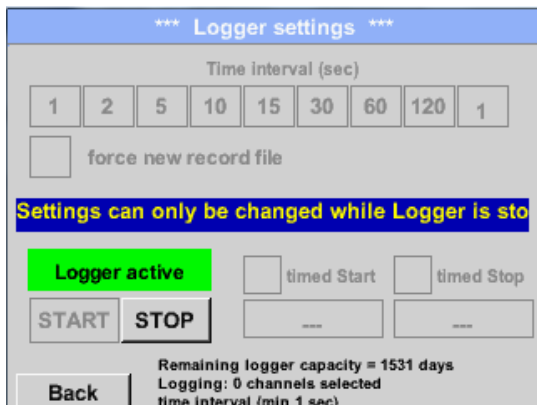 *** Logger settings ***
Time interval (sec)
1 2 5 10 15 30 60 120 1
force new record file
Settings can only be changed while Logger is sto
Logger active
timed Start
timed Stop
START STOP
--- ---
Remaining logger capacity = 1531 days
Logging: 0 channels selected
time interval (min 1 sec)
Back